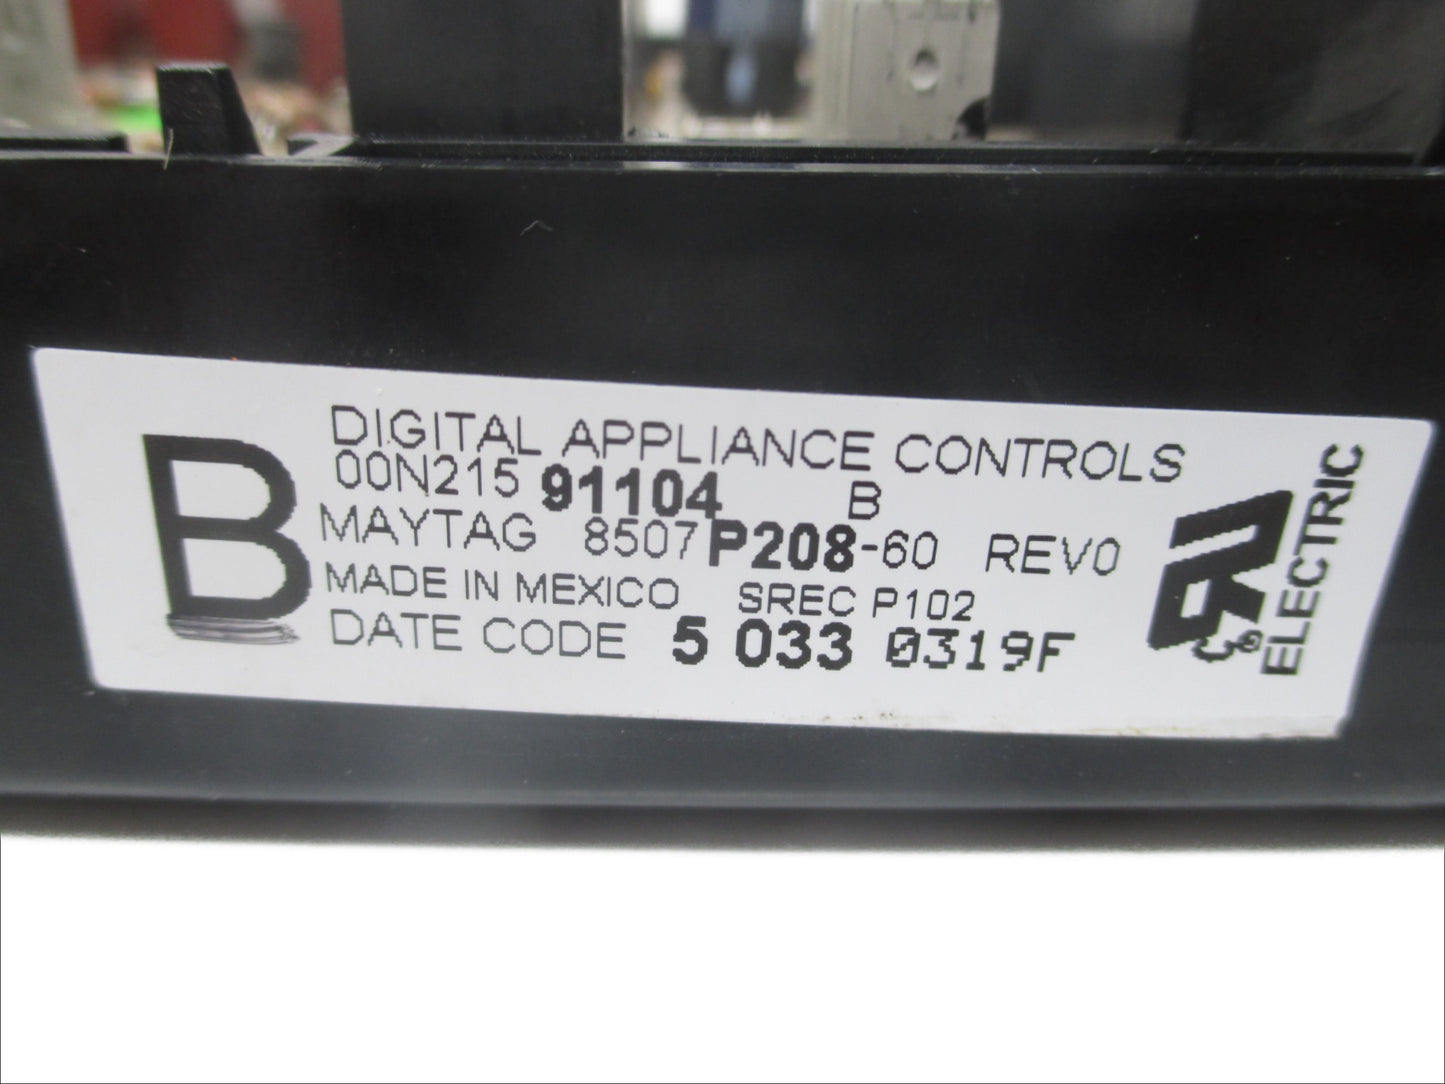 B
DIGITAL APPLIANCE CONTROLS
00N215 91104 B
MAYTAG 8507P208-60 REV0
MADE IN MEXICO SREC P102
DATE CODE 5 033 0319F
ELECTRIC